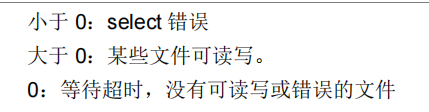 小于 0：select 错误
大于 0：某些文件可读写。
0：等待超时，没有可读写或错误的文件